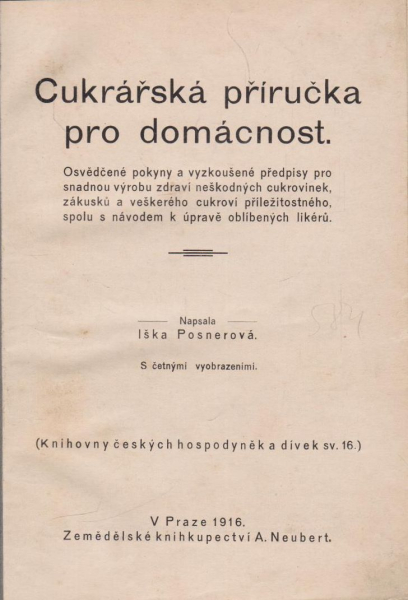 Cukrářská příručka
pro domácnost.
Osvědčené pokyny a vyzkoušené předpisy pro
snadnou výrobu zdraví neškodných cukrovinek,
zákusků a veškerého cukroví příležitostného,
spolu s návodem k úpravě oblíbených likérů.
Napsala
Iška Posnerová.
S četnými vyobrazeními.
(Knihovny českých hospodyněk a dívek sv. 16.)
V Praze 1916.
Zemědělské knihkupectví A. Neubert.